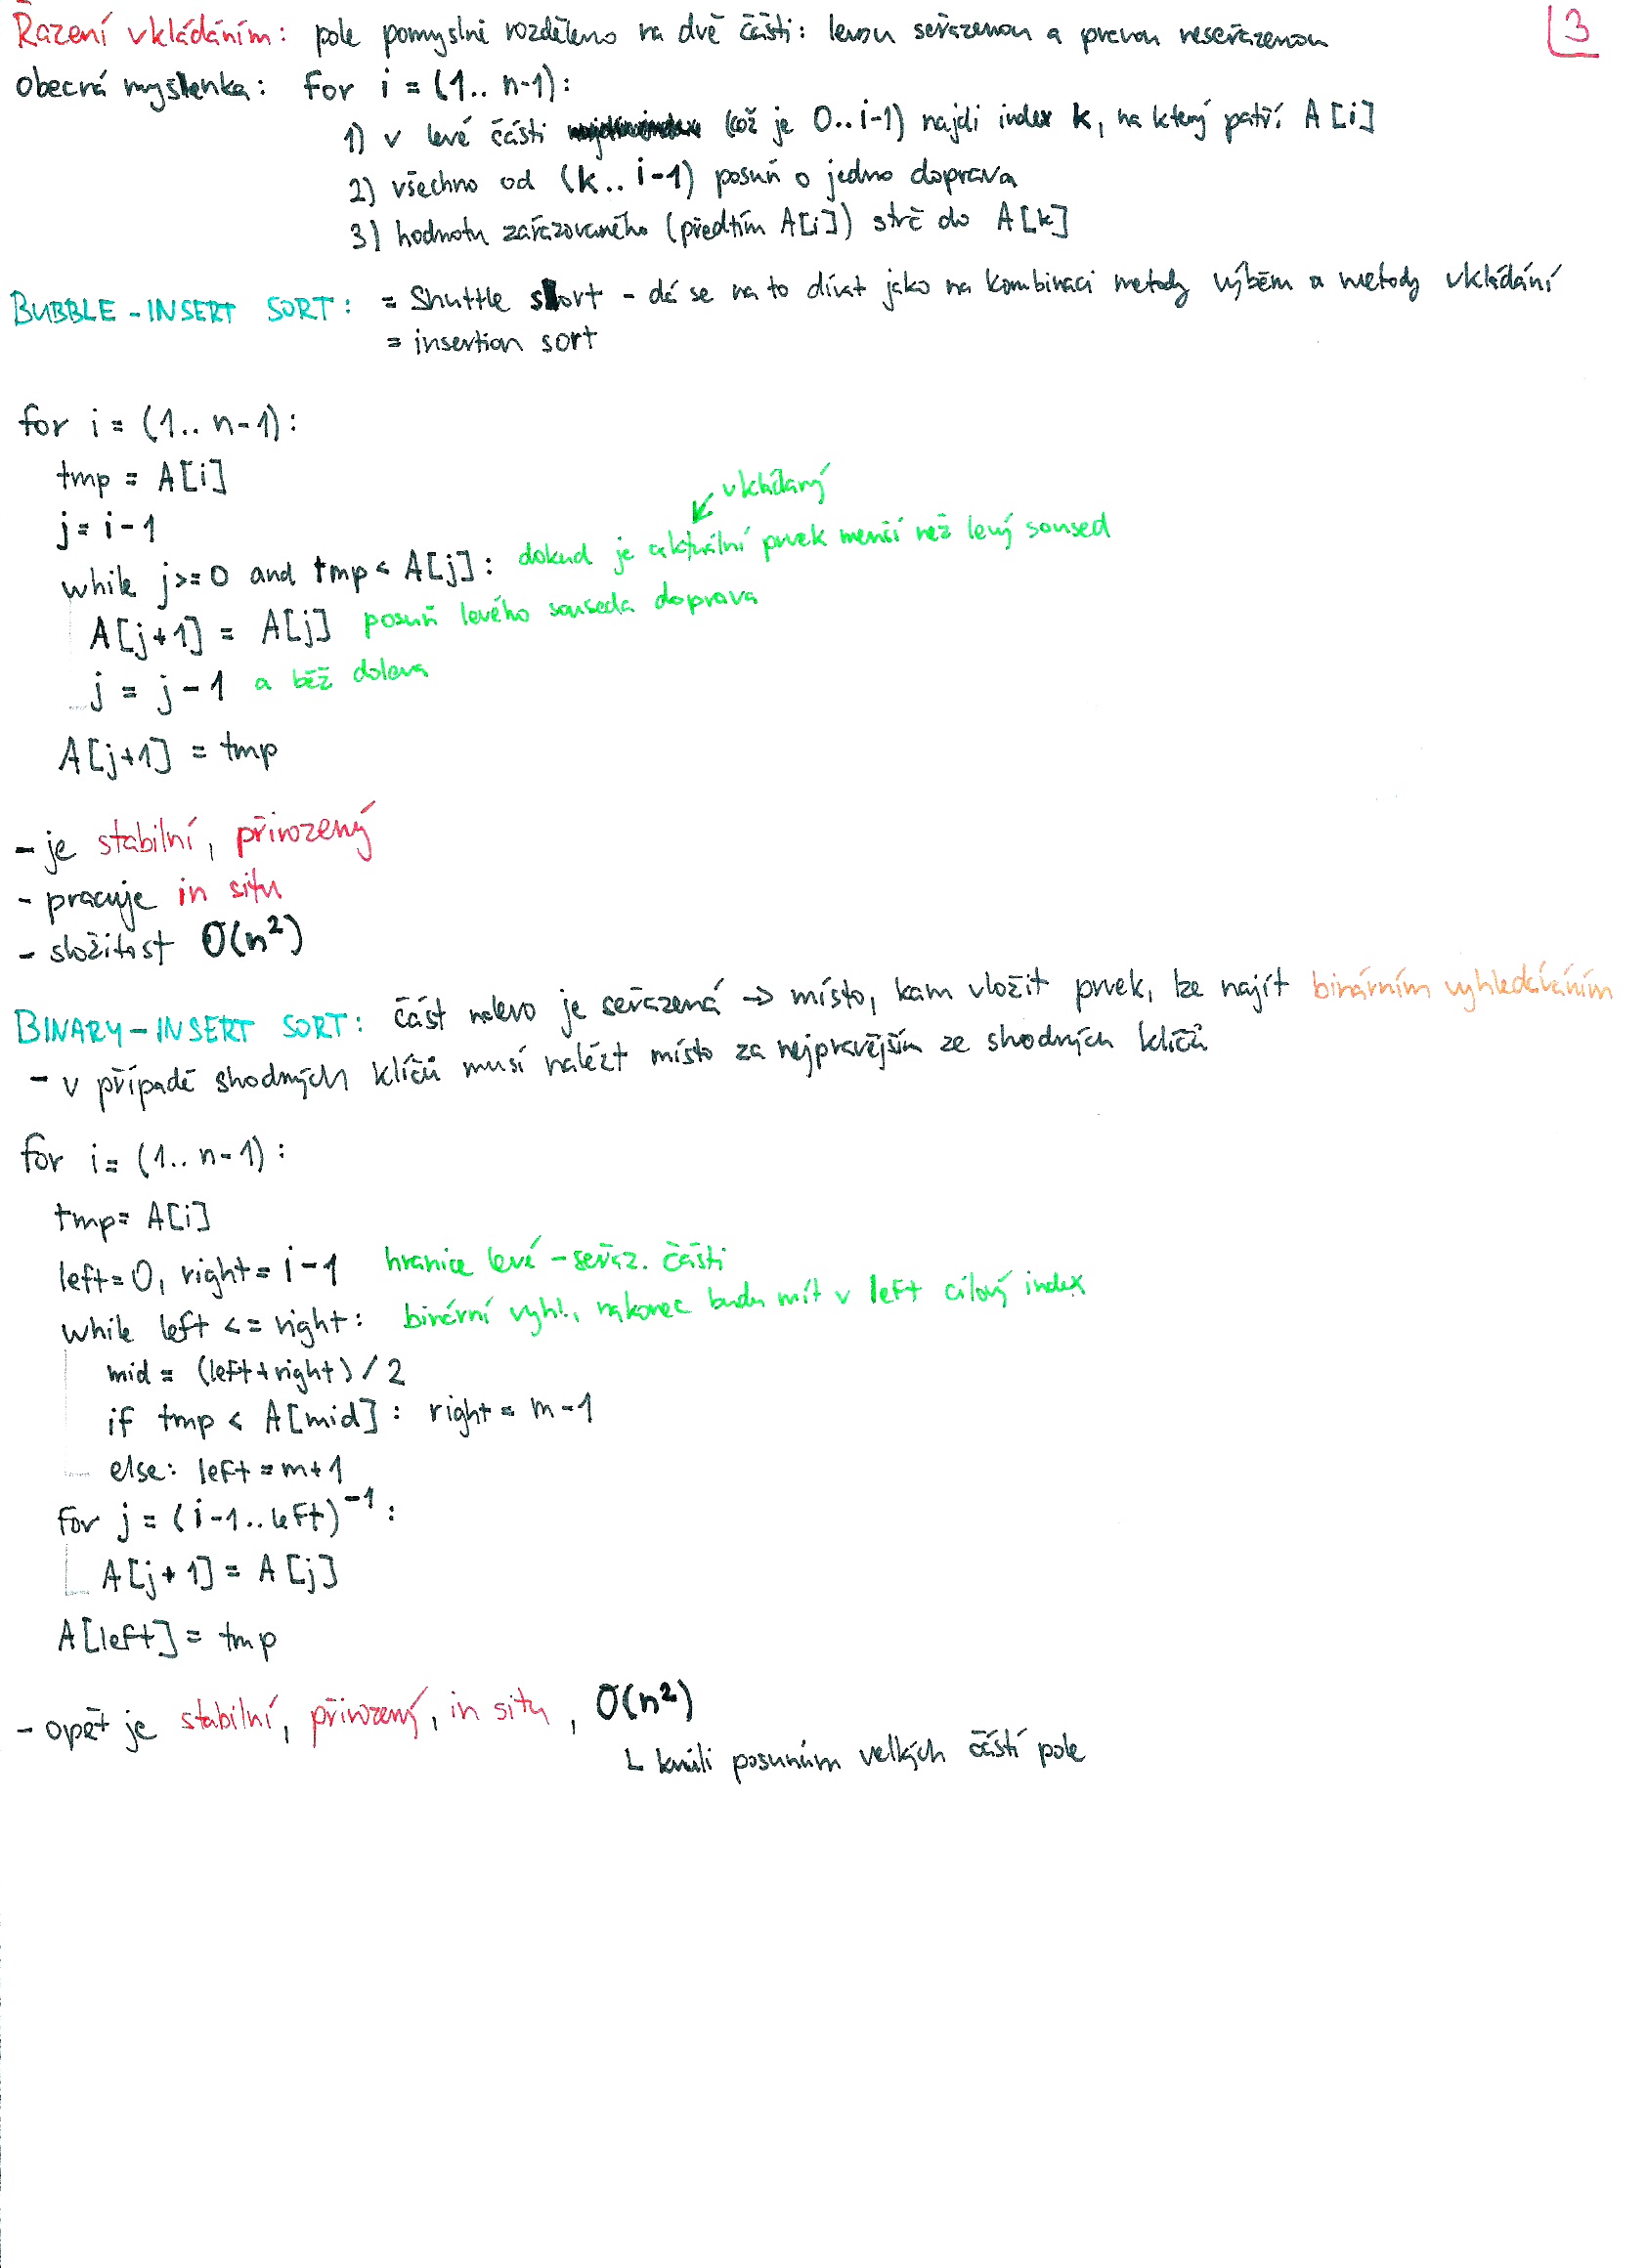 Řazení vkládáním: pole pomyslně rozděleno na dvě části: levou seřazenou a pravou neseřazenou
3
obecná myšlenka: for i = (1.. n-1):
1) v levé části (což je 0..i-1) najdi index k, na který patří A[i]
2) všechno od (k.. i-1) posuň o jedno doprava
3) hodnotu zařazovaného (předtím A[i]) strč do A[k]
BUBBLE-INSERT SORT: = Shuttle sort - dá se na to dívat jako na kombinaci metody výběru a metody vkládání
= insertion sort
for i = (1.. n-1):
tmp = A[i]
j = i-1
vkládaný
while j>=0 and tmp < A[j]: dokud je aktuální prvek menší než levý soused
A[j+1] = A[j] posuň levého souseda doprava
j = j-1 a běž doleva
A[j+1] = tmp
- je stabilní, přirozený
- pracuje in situ
- složitost O(n²)
BINARY-INSERT SORT: část nalevo je seřazená → místo, kam vložit prvek, lze najít binárním vyhledáváním
- v případě shodných klíčů musí nalézt místo za nejpravějším ze shodných klíčů
for i = (1.. n-1):
tmp = A[i]
left=0, right = i-1 hranice levé - seřaz. části
while left <= right: binární vyhl., nakonec budu mít v left cílový index
mid = (left+right) / 2
if tmp < A[mid]: right = m-1
else: left = m+1
for j = (i-1..left)⁻¹:
A[j+1] = A[j]
A[left] = tmp
- opět je stabilní, přirozený, in situ, O(n²)
kvůli posunům velkých částí pole